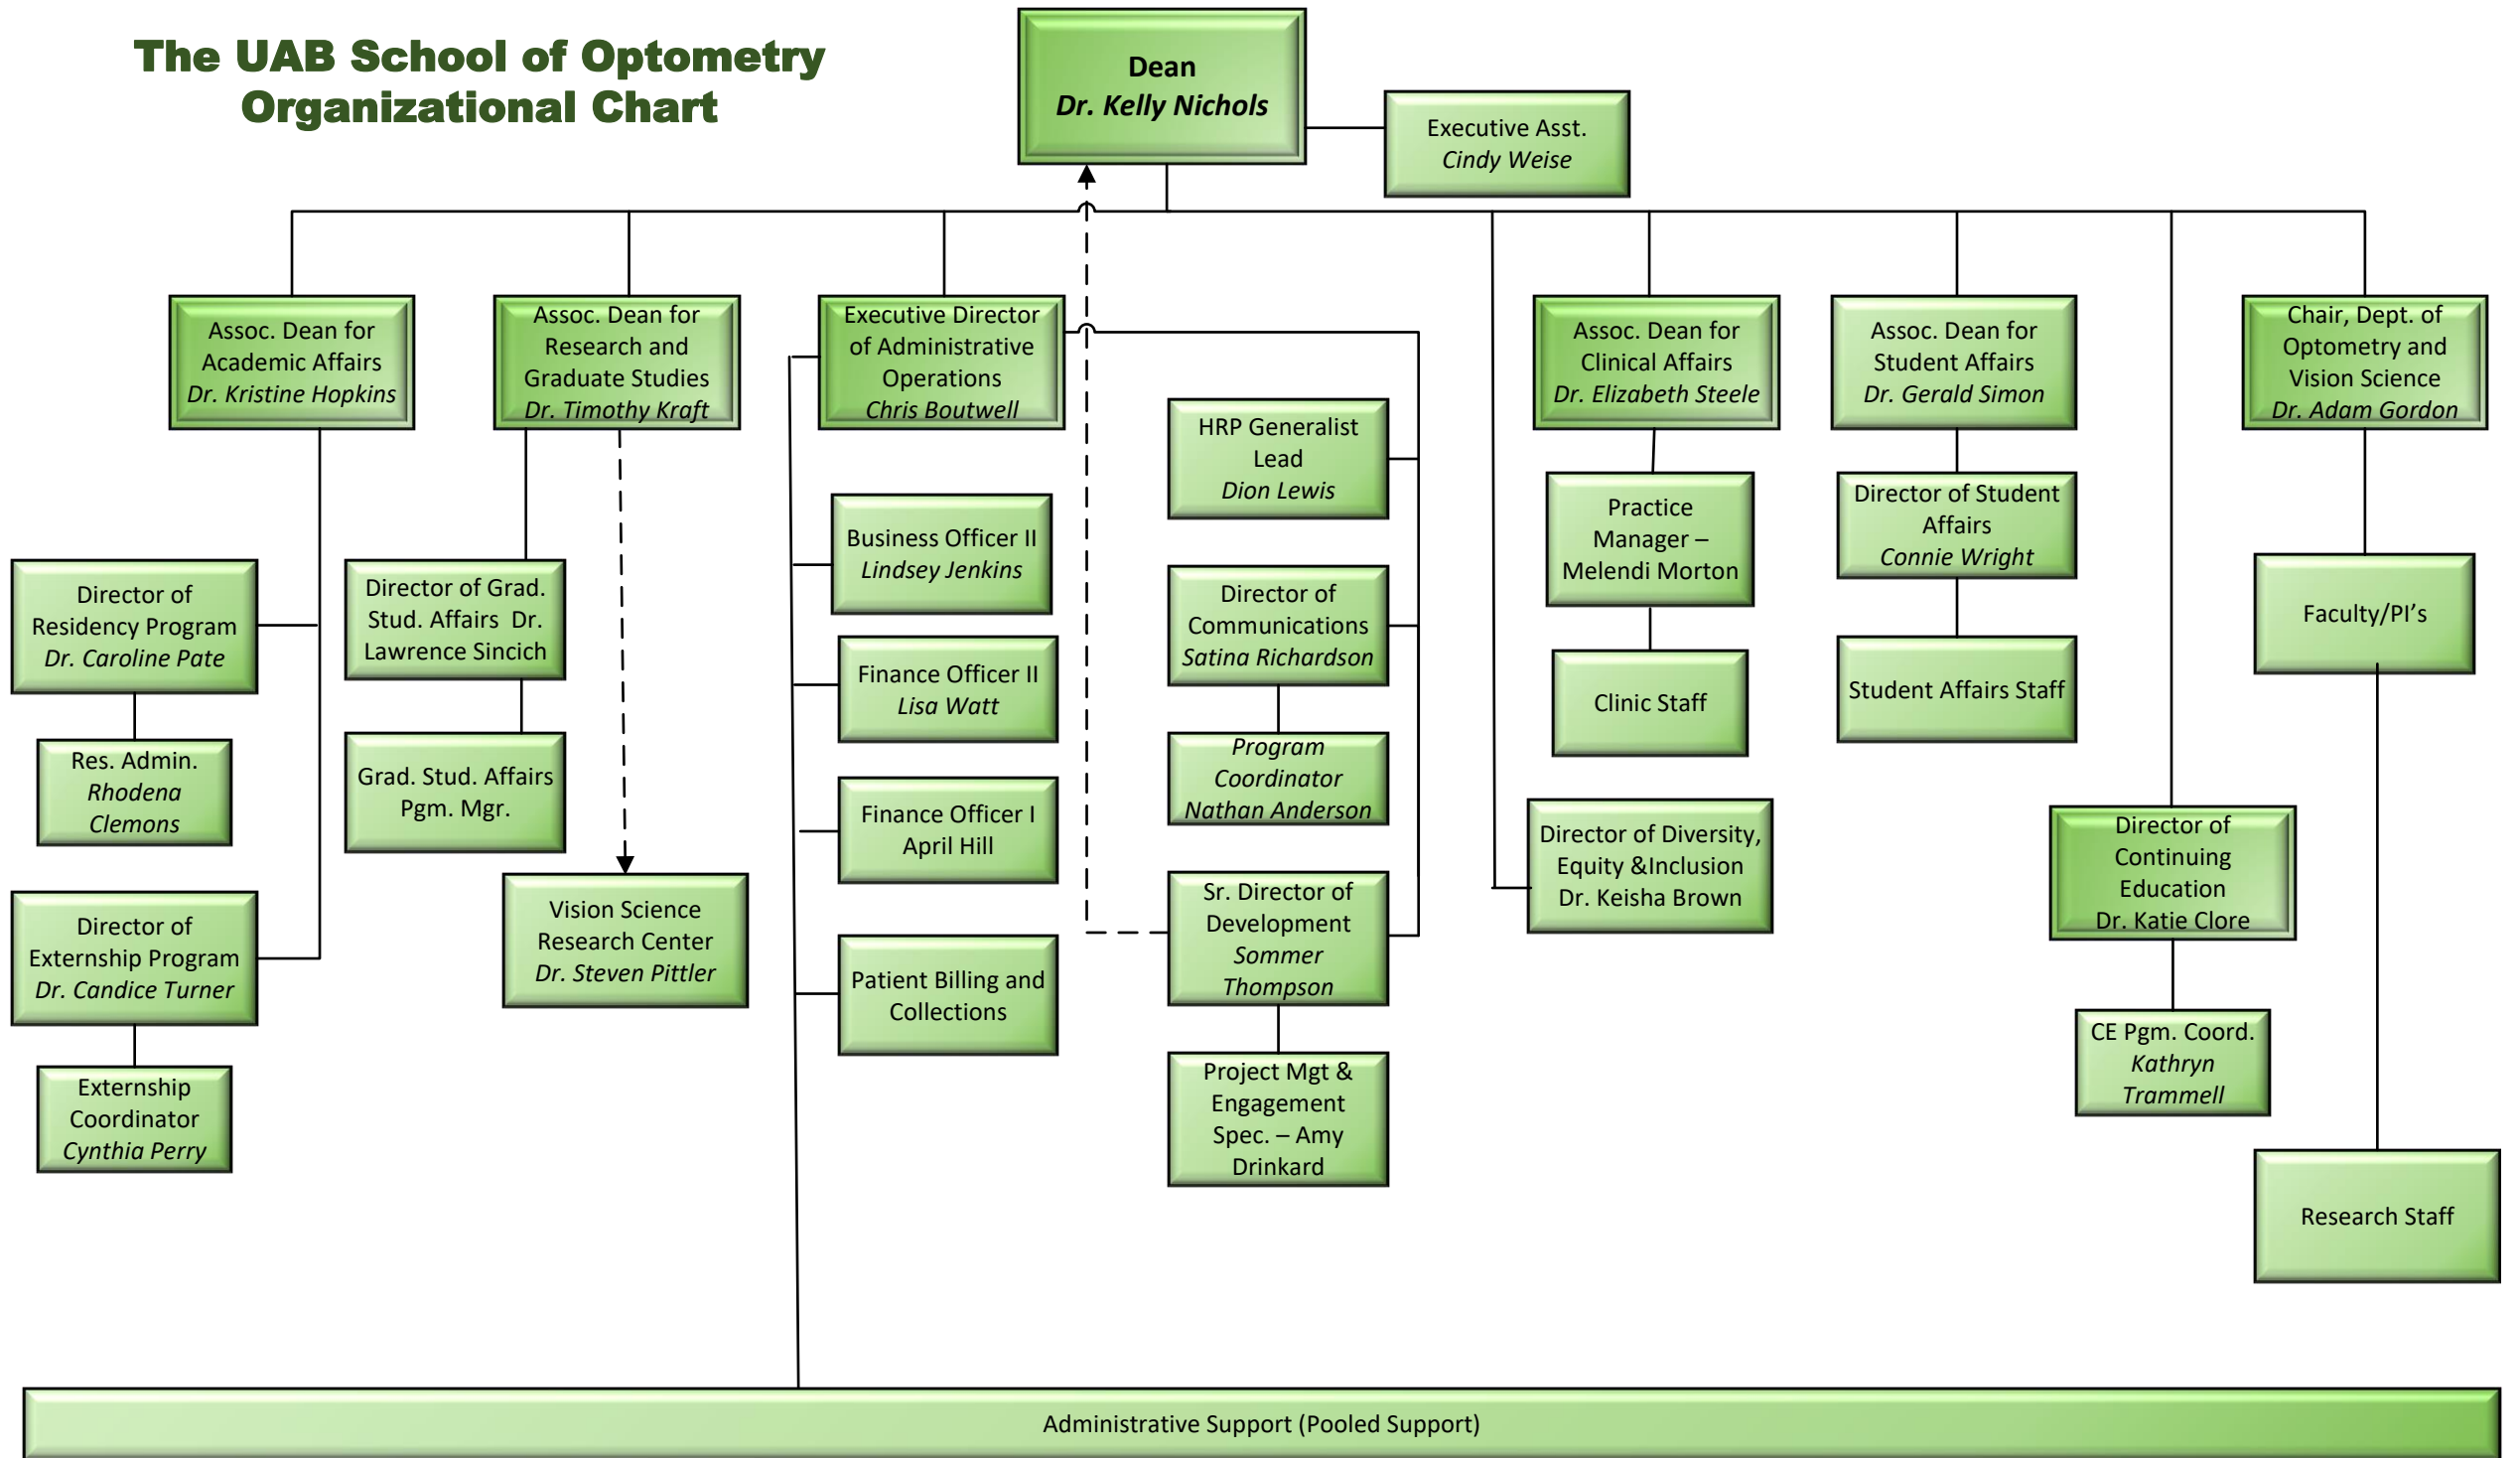 The UAB School of Optometry
Organizational Chart
Dean
Dr. Kelly Nichols
Executive Asst.
Cindy Weise
Assoc. Dean for
Academic Affairs
Dr. Kristine Hopkins
Assoc. Dean for
Research and
Graduate Studies
Dr. Timothy Kraft
Executive Director
of Administrative
Operations
Chris Boutwell
Assoc. Dean for
Clinical Affairs
Dr. Elizabeth Steele
Assoc. Dean for
Student Affairs
Dr. Gerald Simon
Chair, Dept. of
Optometry and
Vision Science
Dr. Adam Gordon
Director of
Residency Program
Dr. Caroline Pate
Res. Admin.
Rhodena
Clemons
Director of
Externship Program
Dr. Candice Turner
Externship
Coordinator
Cynthia Perry
Director of Grad.
Stud. Affairs  Dr.
Lawrence Sincich
Grad. Stud. Affairs
Pgm. Mgr.
Vision Science
Research Center
Dr. Steven Pittler
Business Officer II
Lindsey Jenkins
Finance Officer II
Lisa Watt
Finance Officer I
April Hill
Patient Billing and
Collections
HRP Generalist
Lead
Dion Lewis
Director of
Communications
Satina Richardson
Program
Coordinator
Nathan Anderson
Sr. Director of
Development
Sommer
Thompson
Project Mgt &
Engagement
Spec. – Amy
Drinkard
Practice
Manager –
Melendi Morton
Clinic Staff
Director of Diversity,
Equity &Inclusion
Dr. Keisha Brown
Director of Student
Affairs
Connie Wright
Student Affairs Staff
Director of
Continuing
Education
Dr. Katie Clore
CE Pgm. Coord.
Kathryn
Trammell
Faculty/PI’s
Research Staff
Administrative Support (Pooled Support)